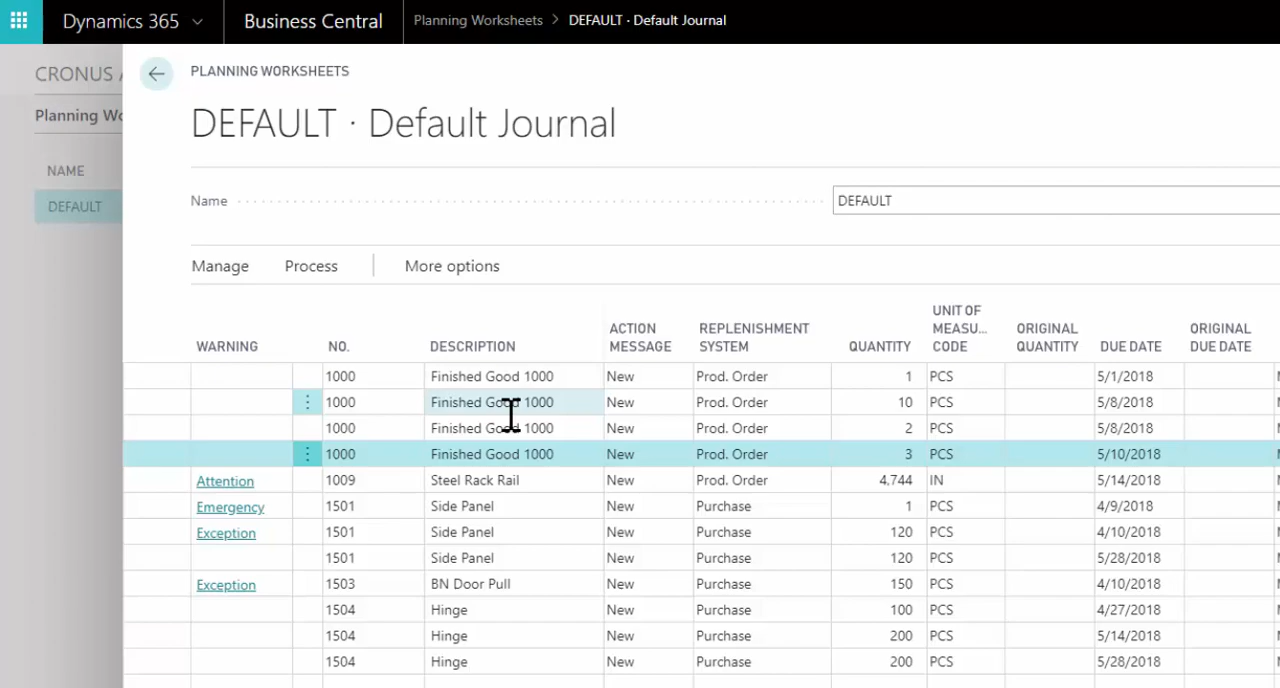 Dynamics 365 Business Central Planning Worksheets > DEFAULT · Default Journal
CRONUS
PLANNING WORKSHEETS
DEFAULT · Default Journal
Planning
NAME
DEFAULT
Name DEFAULT
Manage Process More options
WARNING NO. DESCRIPTION ACTION MESSAGE REPLENISHMENT SYSTEM QUANTITY UNIT OF MEASU... CODE ORIGINAL QUANTITY DUE DATE ORIGINAL DUE DATE
1000 Finished Good 1000 New Prod. Order 1 PCS 5/1/2018
1000 Finished Good 1000 New Prod. Order 10 PCS 5/8/2018
1000 Finished Good 1000 New Prod. Order 2 PCS 5/8/2018
1000 Finished Good 1000 New Prod. Order 3 PCS 5/10/2018
Attention 1009 Steel Rack Rail New Prod. Order 4,744 IN 5/14/2018
Emergency 1501 Side Panel New Purchase 1 PCS 4/9/2018
Exception 1501 Side Panel New Purchase 120 PCS 4/10/2018
1501 Side Panel New Purchase 120 PCS 5/28/2018
Exception 1503 BN Door Pull New Purchase 150 PCS 4/10/2018
1504 Hinge New Purchase 100 PCS 4/27/2018
1504 Hinge New Purchase 200 PCS 5/14/2018
1504 Hinge New Purchase 200 PCS 5/28/2018